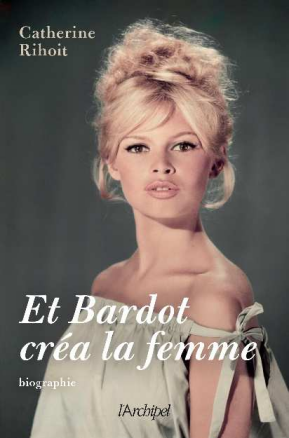 Catherine
Rihoit
Et Bardot
créa la femme
biographie
l'Archipel